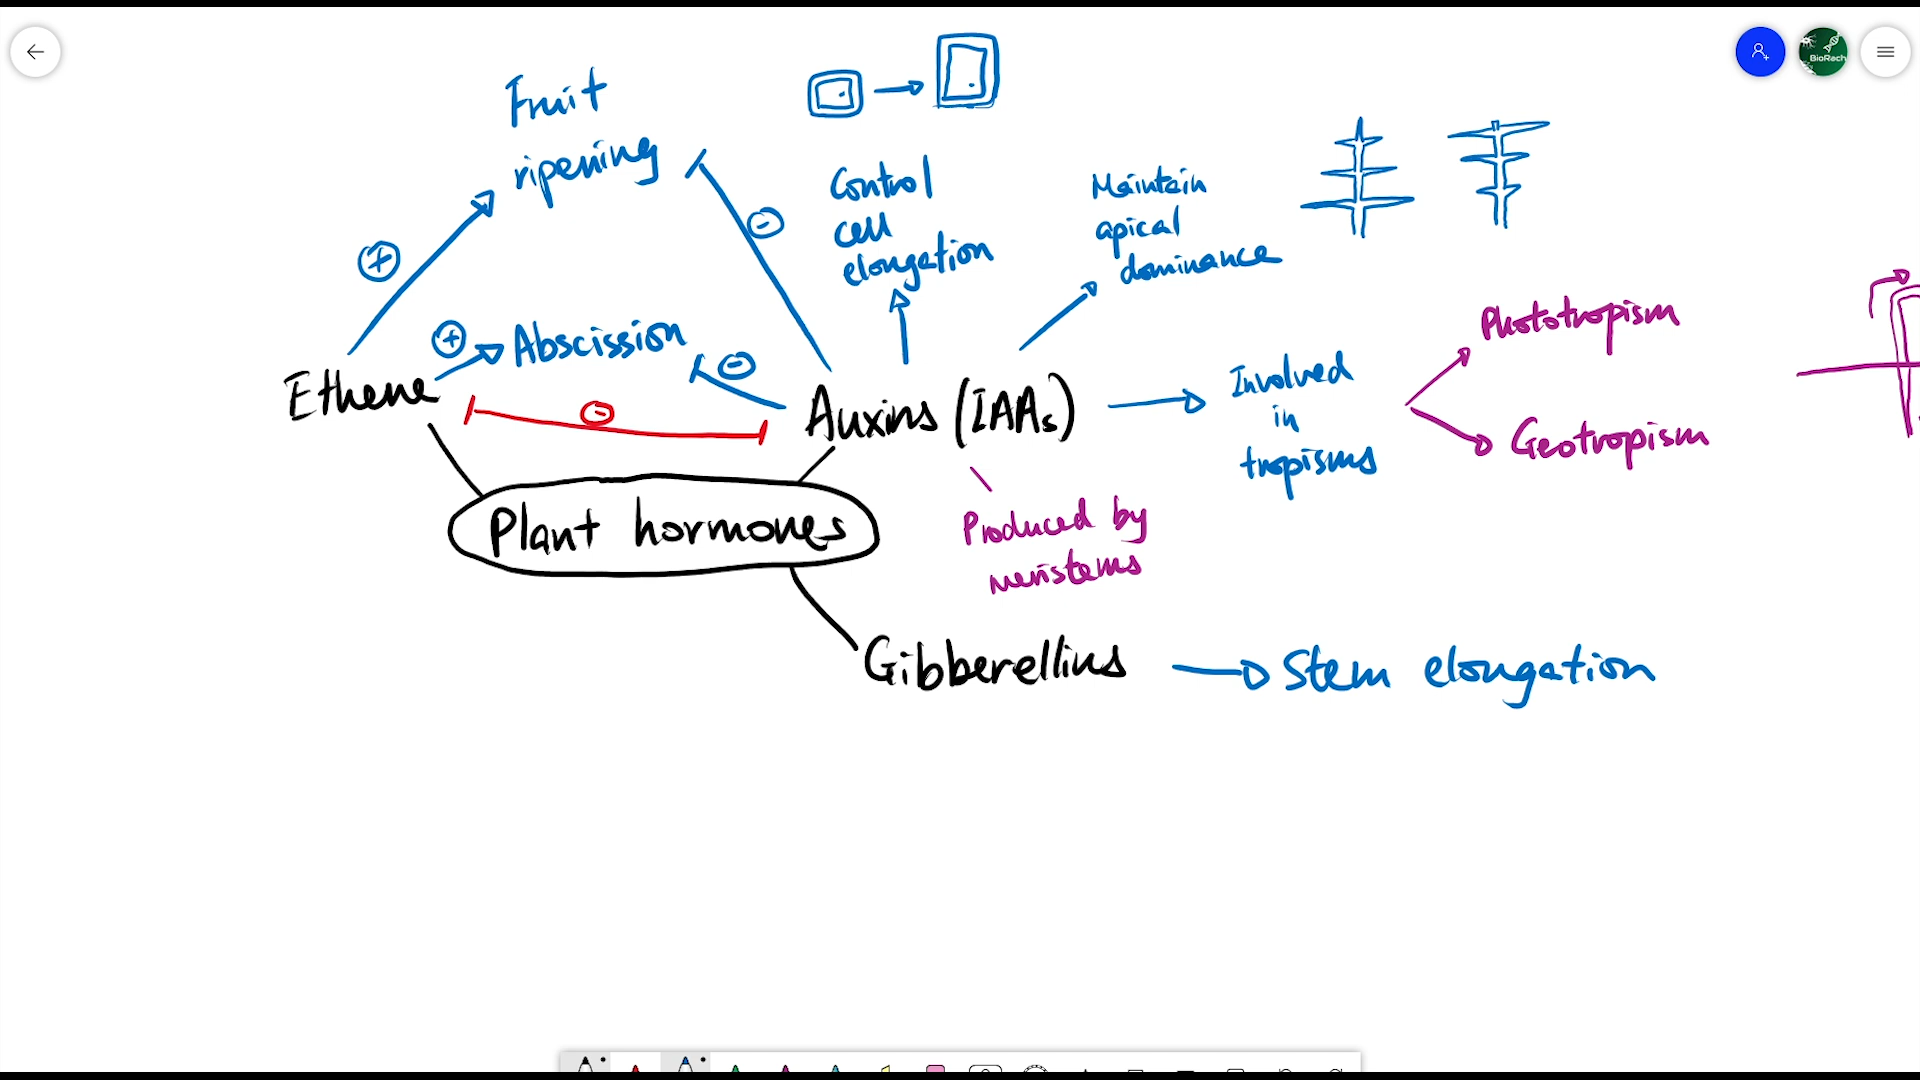 Fruit
ripening
Control
cell
elongation
Maintain
apical
dominance
Phototropism
Abscission
Ethene
Auxins (IAAs)
Involved
in
tropisms
Geotropism
Plant hormones
Produced by
meristems
Gibberellins
Stem elongation
BioRach